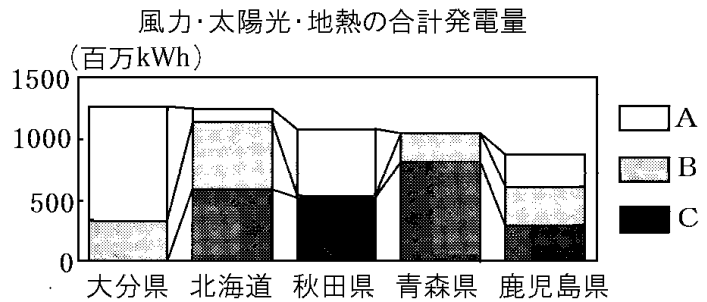 風力・太陽光・地熱の合計発電量
(百万kWh)
1500
1000
500
0
大分県 北海道 秋田県 青森県 鹿児島県
A
B
C